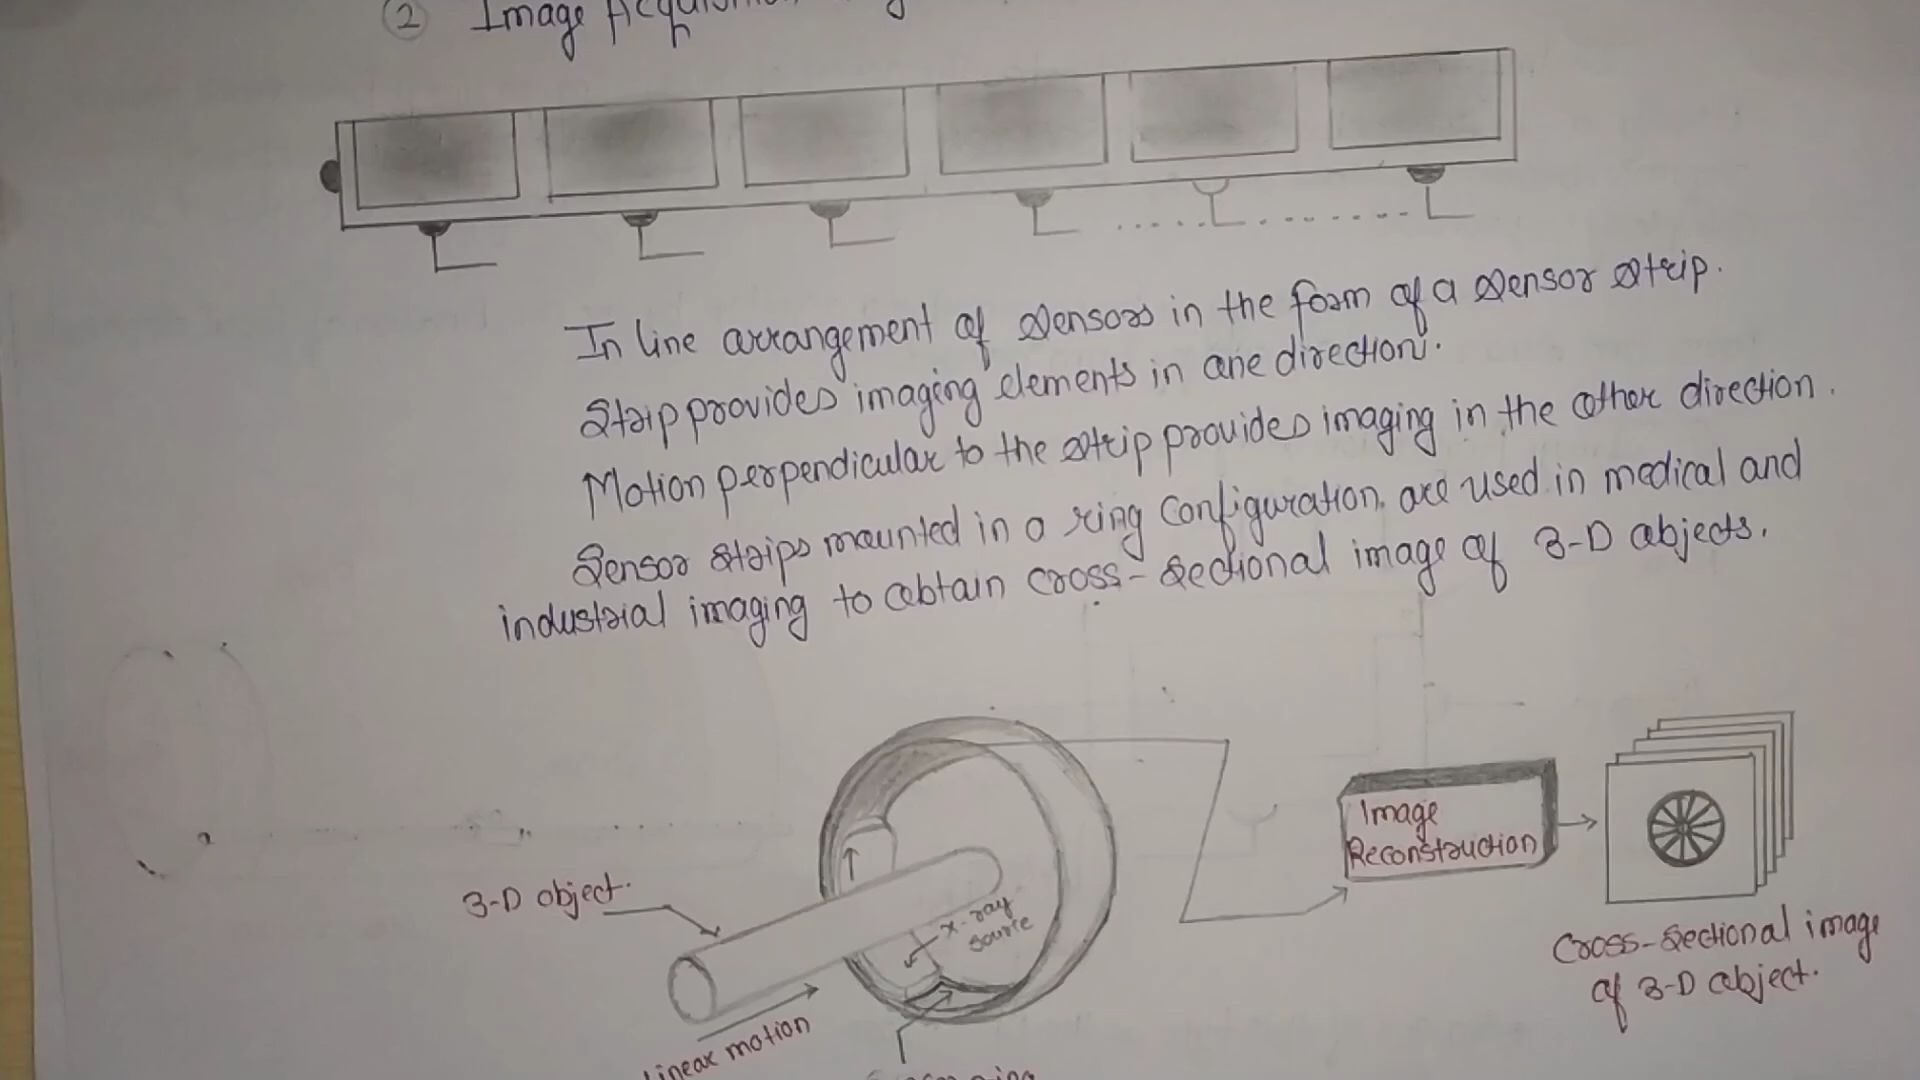 ② Image Acquisition
In line arrangement of sensors in the form of a sensor strip.
Strip provides imaging elements in one direction.
Motion perpendicular to the strip provides imaging in the other direction.
Sensor strips mounted in a ring configuration, are used in medical and
industrial imaging to obtain cross-sectional image of 3-D objects.
3-D object.
x-ray
source
Linear motion
ring
Image
Reconstruction
Cross-sectional image
of 3-D object.